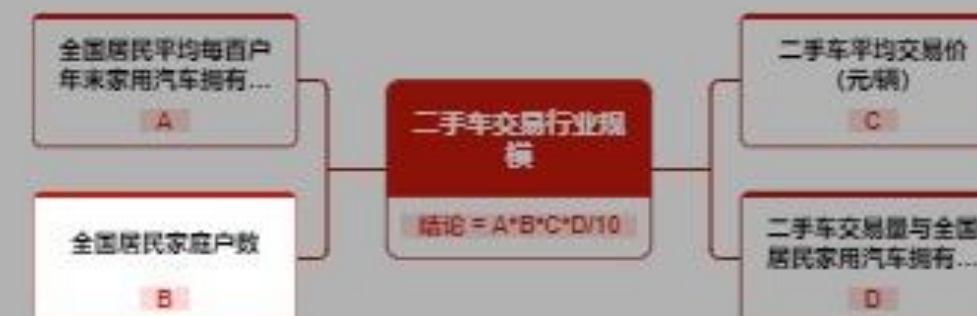 全国居民平均每百户
年末家用汽车拥有...
A
全国居民家庭户数
B
二手车交易行业规
模
结论 = A*B*C*D/10
二手车平均交易价
(元/辆)
C
二手车交易量与全国
居民家用汽车拥有...
D